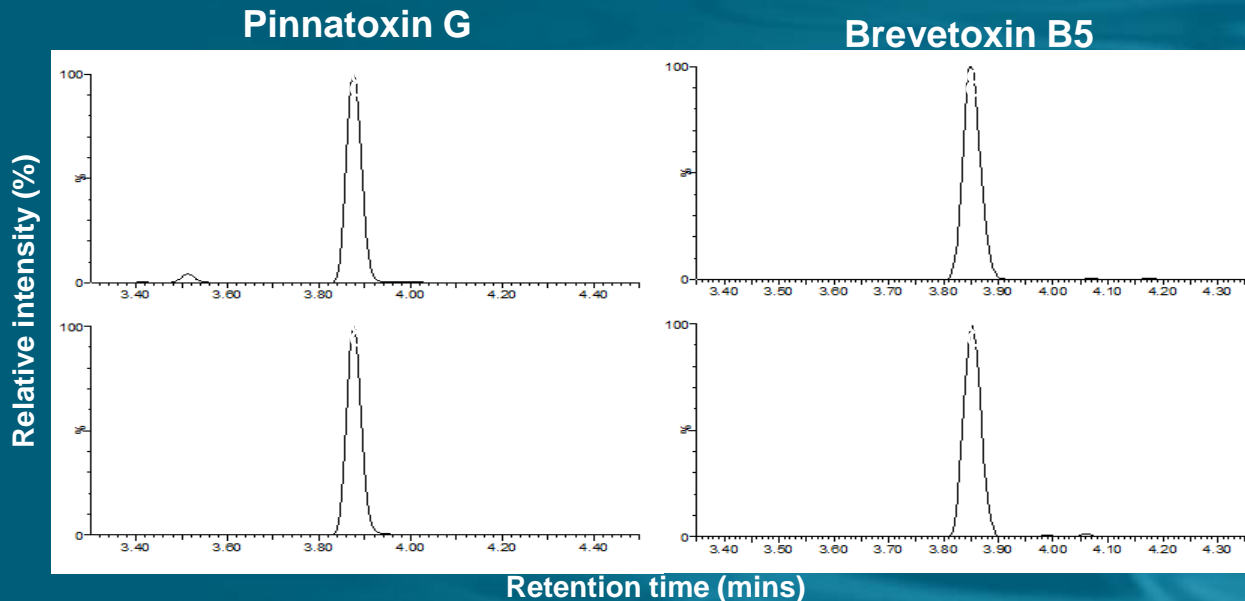 Pinnatoxin G
Brevetoxin B5
Relative intensity (%)
100
%
0
3.40 3.60 3.80 4.00 4.20 4.40
100
%
0
3.40 3.50 3.60 3.70 3.80 3.90 4.00 4.10 4.20 4.30
100
%
0
3.40 3.60 3.80 4.00 4.20 4.40
100
%
0
3.40 3.50 3.60 3.70 3.80 3.90 4.00 4.10 4.20 4.30
Retention time (mins)